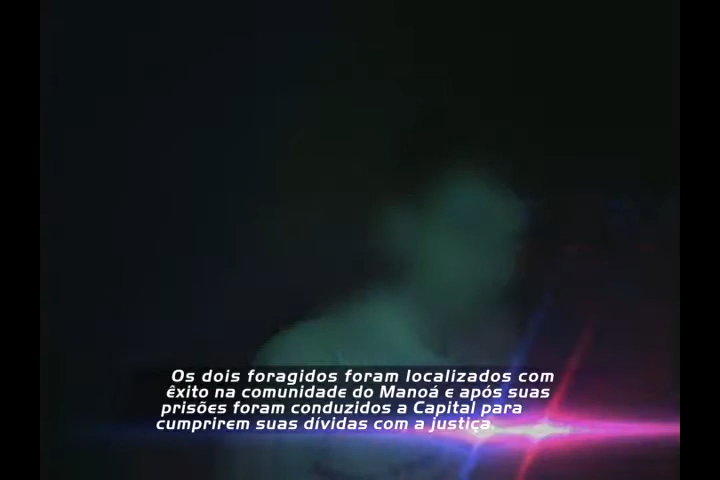 Os dois foragidos foram localizados com
êxito na comunidade do Manoá e após suas
prisões foram conduzidos a Capital para
cumprirem suas dívidas com a justiça.